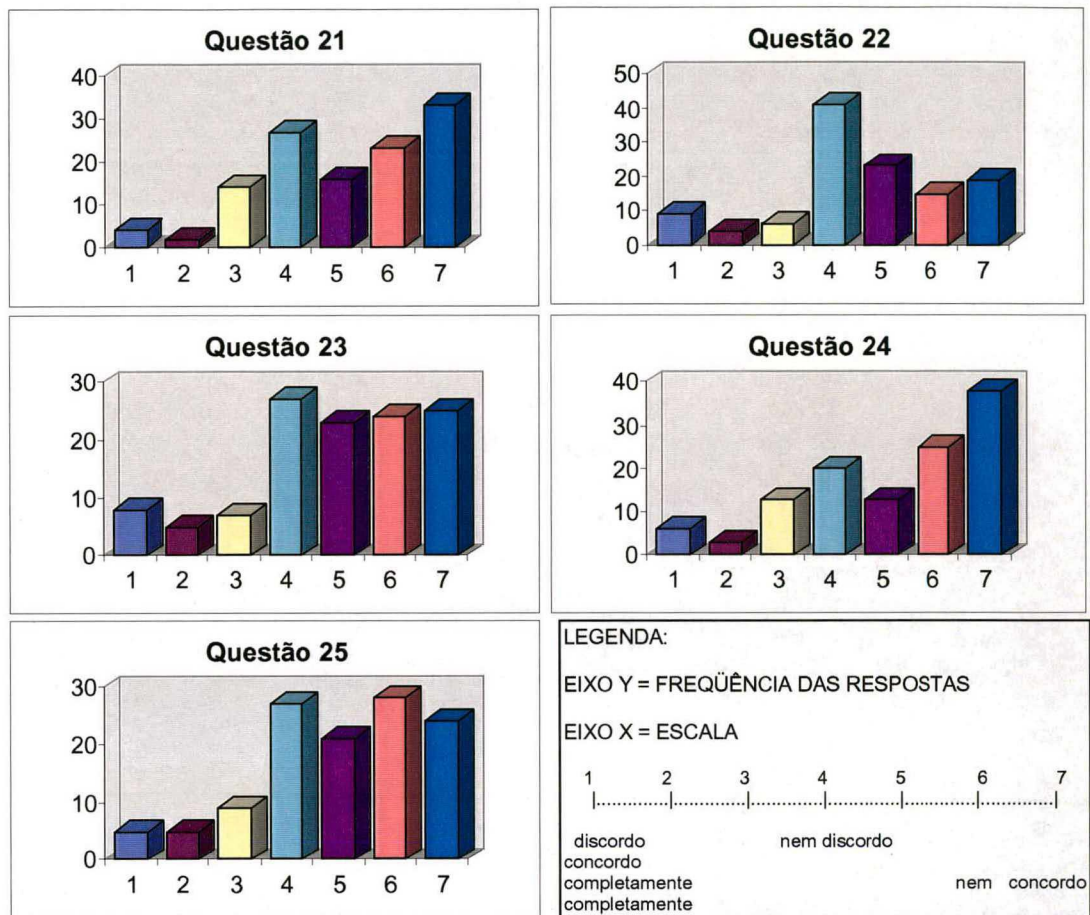 Questão 21
40
30
20
10
0
1 2 3 4 5 6 7
Questão 22
50
40
30
20
10
0
1 2 3 4 5 6 7
Questão 23
30
20
10
0
1 2 3 4 5 6 7
Questão 24
40
30
20
10
0
1 2 3 4 5 6 7
Questão 25
30
20
10
0
1 2 3 4 5 6 7
LEGENDA:
EIXO Y = FREQÜÊNCIA DAS RESPOSTAS
EIXO X = ESCALA
1 2 3 4 5 6 7
discordo nem discordo
concordo
completamente nem concordo
completamente